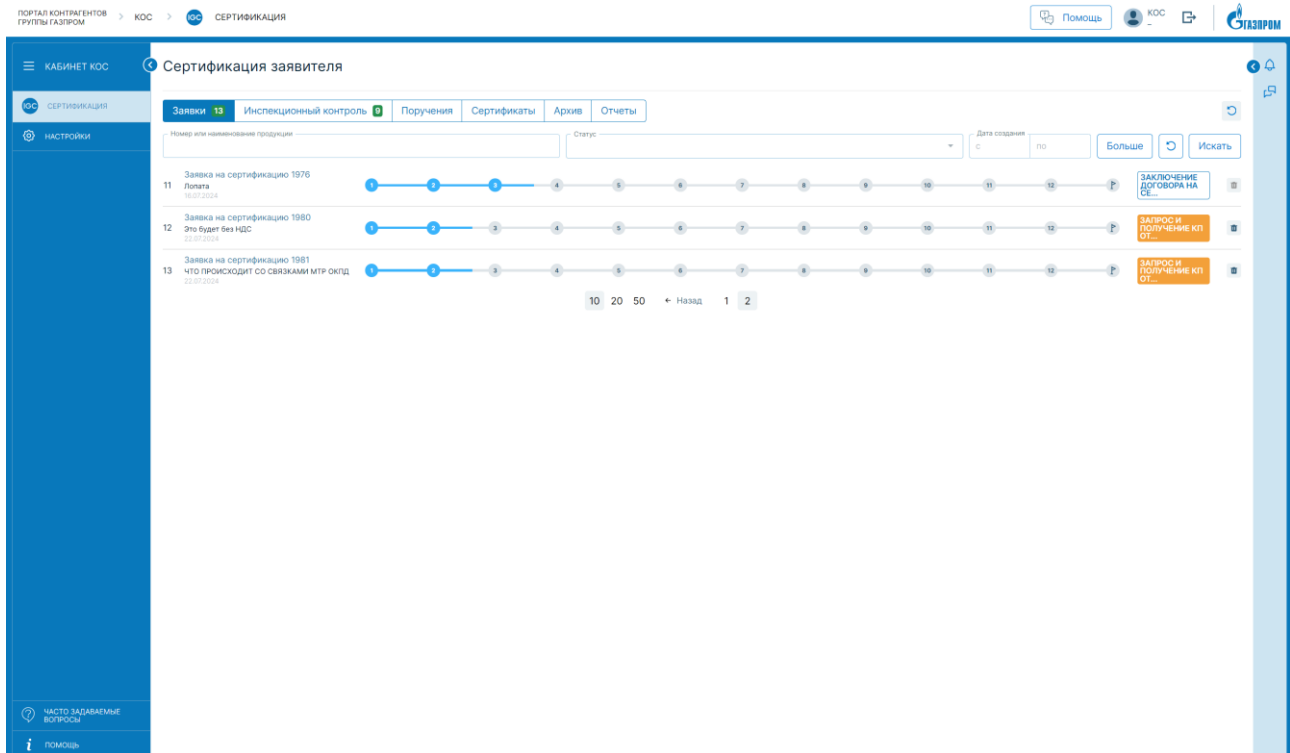 ПОРТАЛ КОНТРАГЕНТОВ
ГРУППЫ ГАЗПРОМ
КОС
IGC
СЕРТИФИКАЦИЯ
Помощь
КОС
–
ГАЗПРОМ
КАБИНЕТ КОС
IGC
СЕРТИФИКАЦИЯ
НАСТРОЙКИ
Сертификация заявителя
Заявки 13
Инспекционный контроль 9
Поручения
Сертификаты
Архив
Отчеты
Номер или наименование продукции
Статус
Дата создания
с
по
Больше
Искать
11
Заявка на сертификацию 1976
Лопата
16.07.2024
1 2 3 4 5 6 7 8 9 10 11 12
ЗАКЛЮЧЕНИЕ
ДОГОВОРА НА
СЕ...
12
Заявка на сертификацию 1980
Это будет без НДС
22.07.2024
1 2 3 4 5 6 7 8 9 10 11 12
ЗАПРОС И
ПОЛУЧЕНИЕ КП
ОТ...
13
Заявка на сертификацию 1981
ЧТО ПРОИСХОДИТ СО СВЯЗКАМИ МТР ОКПД
22.07.2024
1 2 3 4 5 6 7 8 9 10 11 12
ЗАПРОС И
ПОЛУЧЕНИЕ КП
ОТ...
10 20 50 ← Назад 1 2
ЧАСТО ЗАДАВАЕМЫЕ
ВОПРОСЫ
ПОМОЩЬ